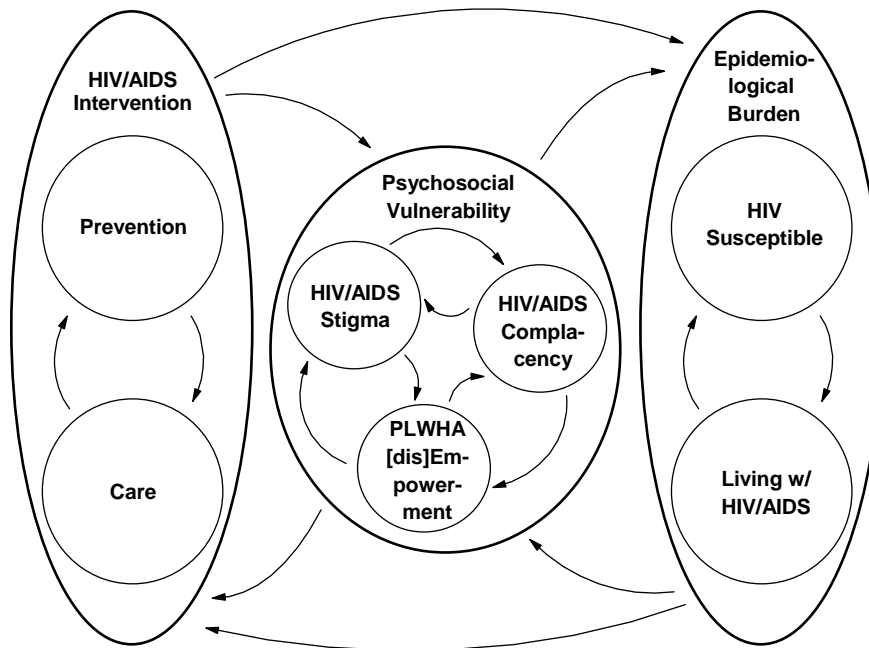 HIV/AIDS
Intervention
Prevention
Care
Psychosocial
Vulnerability
HIV/AIDS
Stigma
HIV/AIDS
Compla-
cency
PLWHA
[dis]Em-
power-
ment
Epidemio-
logical
Burden
HIV
Susceptible
Living w/
HIV/AIDS